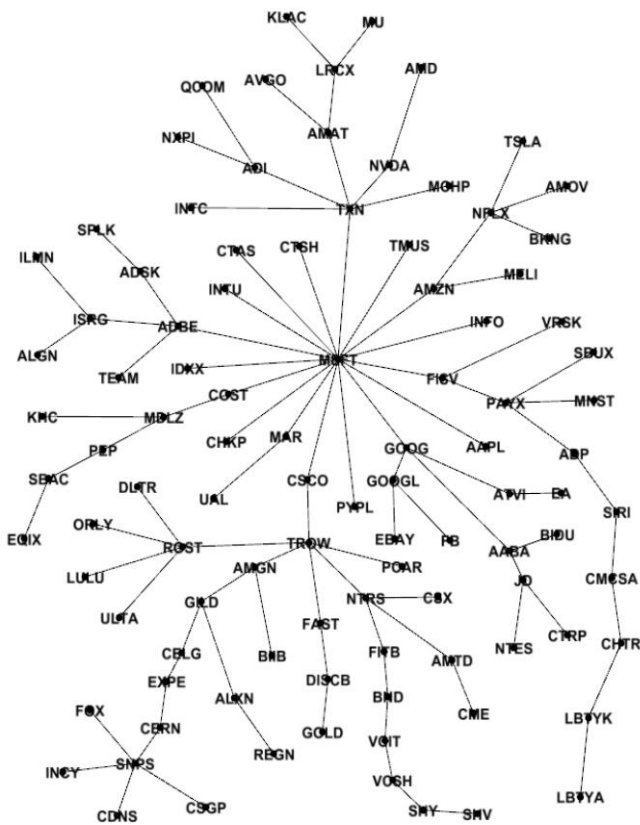 KLAC
MU
LRCX
AMD
AVGO
QCOM
AMAT
NXPI
TSLA
ADI
NVDA
MCHP
AMOV
INTC
TXN
NFLX
SPLK
BKNG
CTAS
CTSH
TMUS
ILMN
ADSK
MELI
INTU
AMZN
ISRG
INFO
VRSK
ADBE
ALGN
MSFT
SBUX
IDXX
TEAM
FISV
COST
PAYX
MNST
KHC
MDLZ
MAR
CHKP
GOOG
AAPL
PEP
ADP
SBAC
CSCO
GOOGL
DLTR
ATVI
EA
UAL
PYPL
SIRI
ORLY
EQIX
EBAY
FB
BIDU
ROST
TROW
AABA
AMGN
PCAR
LULU
JD
CMCSA
GILD
NTRS
CSX
ULTA
FAST
CTRP
CHTR
NTES
CELG
BIIB
FITB
AMTD
EXPE
DISCB
ALXN
BND
FOX
CME
LBTYK
CERN
GOLD
VCIT
REGN
SNPS
INCY
VCSH
LBTYA
CSGP
SHY
SHV
CDNS